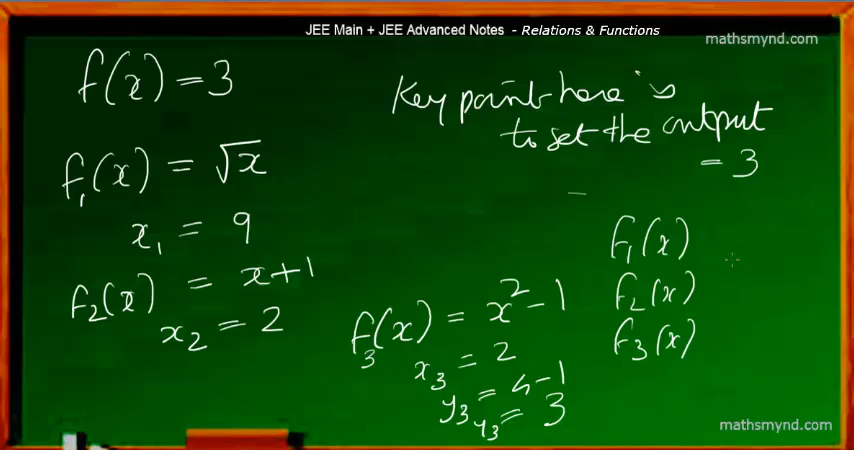 JEE Main + JEE Advanced Notes - Relations & Functions
mathsmynd.com
f(x) = 3
Key point here is
to set the output
= 3
f₁(x) = √x
x₁ = 9
f₂(x) = x+1
x₂ = 2
f₃(x) = x² - 1
x₃ = 2
y₃ = 4-1
y₃ = 3
f₁(x)
f₂(x)
f₃(x)
mathsmynd.com